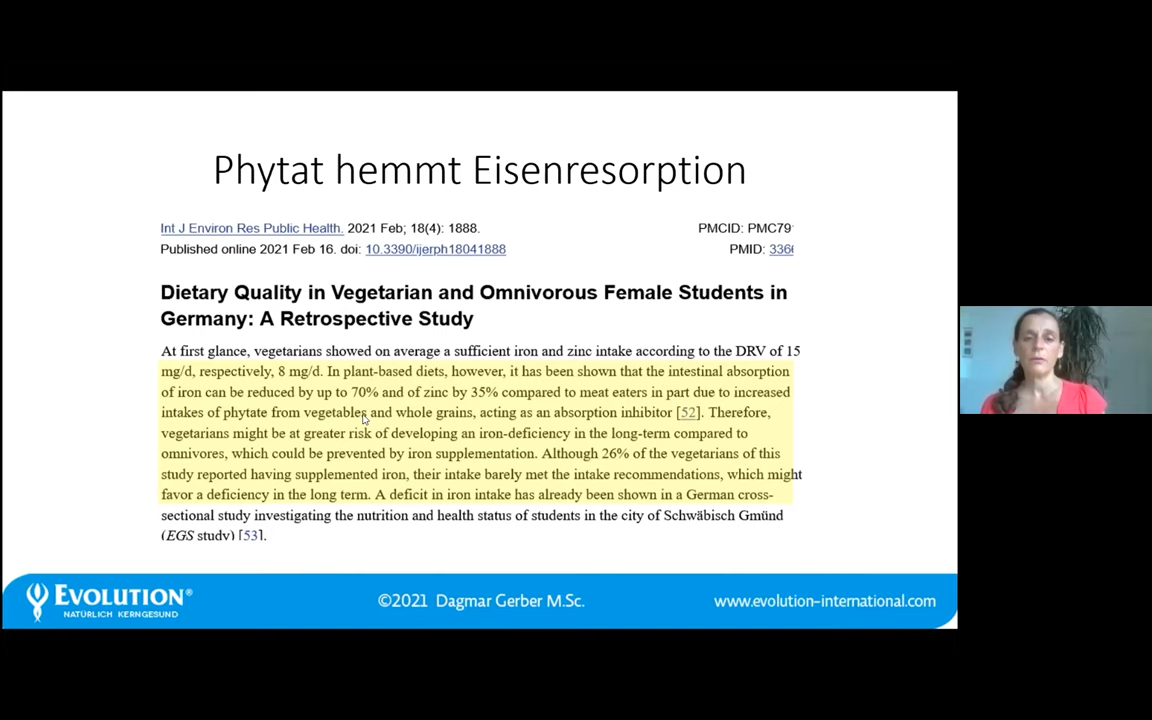 Phytat hemmt Eisenresorption
Int J Environ Res Public Health. 2021 Feb; 18(4): 1888.
PMCID: PMC79
Published online 2021 Feb 16. doi: 10.3390/ijerph18041888
PMID: 336
Dietary Quality in Vegetarian and Omnivorous Female Students in
Germany: A Retrospective Study
At first glance, vegetarians showed on average a sufficient iron and zinc intake according to the DRV of 15
mg/d, respectively, 8 mg/d. In plant-based diets, however, it has been shown that the intestinal absorption
of iron can be reduced by up to 70% and of zinc by 35% compared to meat eaters in part due to increased
intakes of phytate from vegetables and whole grains, acting as an absorption inhibitor [52]. Therefore,
vegetarians might be at greater risk of developing an iron-deficiency in the long-term compared to
omnivores, which could be prevented by iron supplementation. Although 26% of the vegetarians of this
study reported having supplemented iron, their intake barely met the intake recommendations, which might
favor a deficiency in the long term. A deficit in iron intake has already been shown in a German cross-
sectional study investigating the nutrition and health status of students in the city of Schwäbisch Gmünd
(EGS study) [53].
EVOLUTION®
NATÜRLICH KERNGESUND
©2021 Dagmar Gerber M.Sc.
www.evolution-international.com